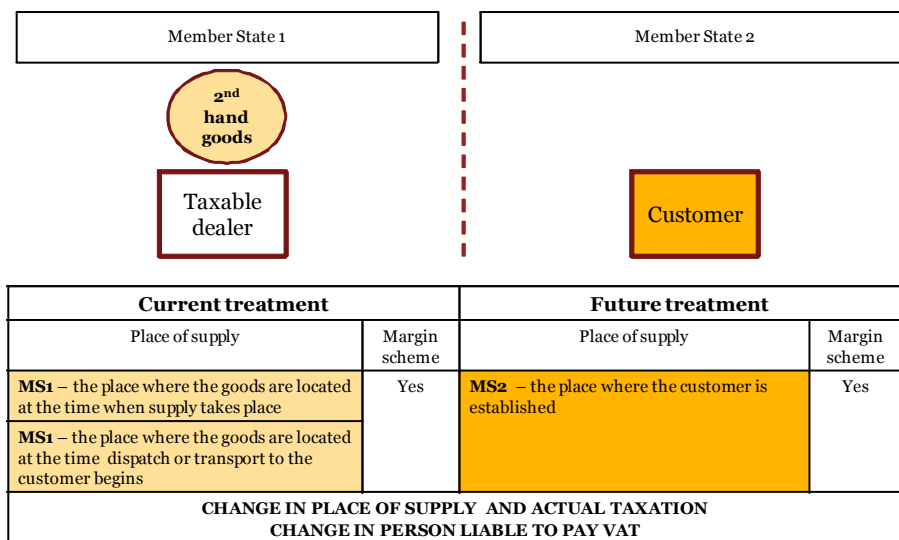 Member State 1
Member State 2
2nd
hand
goods
Taxable
dealer
Customer
Current treatment
Future treatment
Place of supply
Margin
scheme
Place of supply
Margin
scheme
MS1 – the place where the goods are located
at the time when supply takes place
Yes
MS2 – the place where the customer is
established
Yes
MS1 – the place where the goods are located
at the time dispatch or transport to the
customer begins
CHANGE IN PLACE OF SUPPLY AND ACTUAL TAXATION
CHANGE IN PERSON LIABLE TO PAY VAT